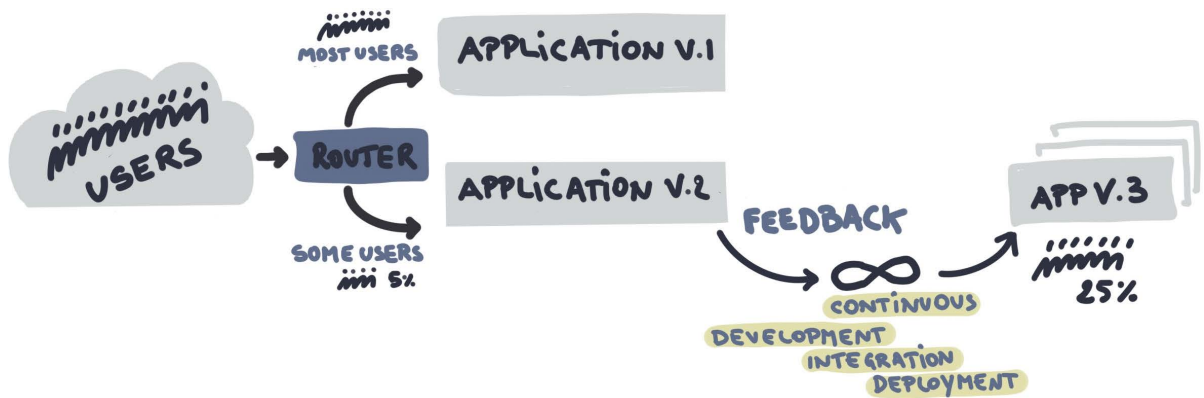 MOST USERS
APPLICATION V.1
USERS
ROUTER
APPLICATION V.2
SOME USERS
5%
FEEDBACK
CONTINUOUS
DEVELOPMENT
INTEGRATION
DEPLOYMENT
APP V.3
25%